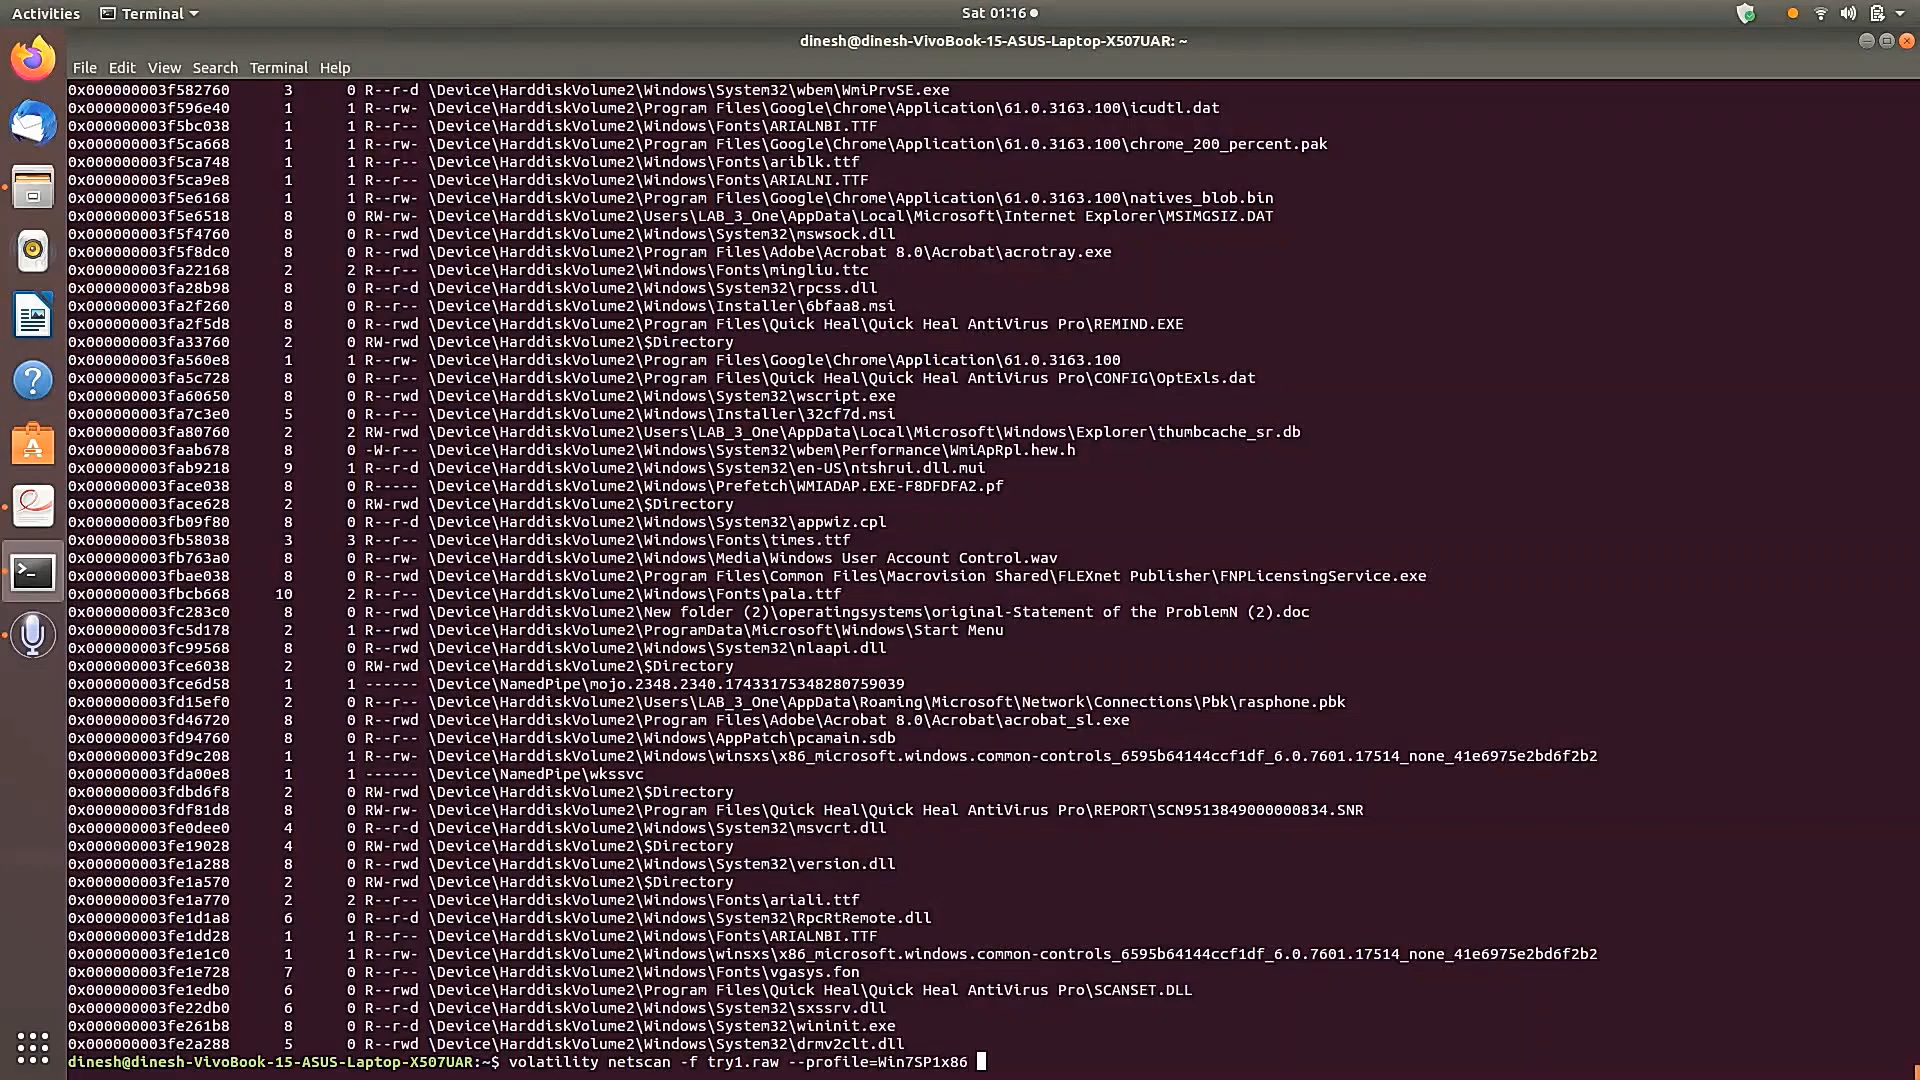 Activities Terminal Sat 01:16
dinesh@dinesh-VivoBook-15-ASUS-Laptop-X507UAR: ~
File Edit View Search Terminal Help
0x000000003f582760 3 0 R--r-d \Device\HarddiskVolume2\Windows\System32\wbem\WmiPrvSE.exe
0x000000003f596e40 1 1 R--rw- \Device\HarddiskVolume2\Program Files\Google\Chrome\Application\61.0.3163.100\icudtl.dat
0x000000003f5bc038 1 1 R--r-- \Device\HarddiskVolume2\Windows\Fonts\ARIALNBI.TTF
0x000000003f5ca668 1 1 R--rw- \Device\HarddiskVolume2\Program Files\Google\Chrome\Application\61.0.3163.100\chrome_200_percent.pak
0x000000003f5ca748 1 1 R--r-- \Device\HarddiskVolume2\Windows\Fonts\ariblk.ttf
0x000000003f5ca9e8 1 1 R--r-- \Device\HarddiskVolume2\Windows\Fonts\ARIALNI.TTF
0x000000003f5e6168 1 1 R--rw- \Device\HarddiskVolume2\Program Files\Google\Chrome\Application\61.0.3163.100\natives_blob.bin
0x000000003f5e6518 8 0 RW-rw- \Device\HarddiskVolume2\Users\LAB_3_One\AppData\Local\Microsoft\Internet Explorer\MSIMGSIZ.DAT
0x000000003f5f4760 8 0 R--rwd \Device\HarddiskVolume2\Windows\System32\mswsock.dll
0x000000003f5f8dc0 8 0 R--rwd \Device\HarddiskVolume2\Program Files\Adobe\Acrobat 8.0\Acrobat\acrotray.exe
0x000000003fa22168 2 2 R--r-- \Device\HarddiskVolume2\Windows\Fonts\mingliu.ttc
0x000000003fa28b98 8 0 R--r-d \Device\HarddiskVolume2\Windows\System32\rpcss.dll
0x000000003fa2f260 8 0 R--r-- \Device\HarddiskVolume2\Windows\Installer\6bfaa8.msi
0x000000003fa2f5d8 8 0 R--rwd \Device\HarddiskVolume2\Program Files\Quick Heal\Quick Heal AntiVirus Pro\REMIND.EXE
0x000000003fa33760 2 0 RW-rwd \Device\HarddiskVolume2\$Directory
0x000000003fa560e8 1 1 R--rw- \Device\HarddiskVolume2\Program Files\Google\Chrome\Application\61.0.3163.100
0x000000003fa5c728 8 0 R--r-- \Device\HarddiskVolume2\Program Files\Quick Heal\Quick Heal AntiVirus Pro\CONFIG\OptExls.dat
0x000000003fa60650 8 0 R--rwd \Device\HarddiskVolume2\Windows\System32\wscript.exe
0x000000003fa7c3e0 5 0 R--r-- \Device\HarddiskVolume2\Windows\Installer\32cf7d.msi
0x000000003fa80760 2 2 RW-rwd \Device\HarddiskVolume2\Users\LAB_3_One\AppData\Local\Microsoft\Windows\Explorer\thumbcache_sr.db
0x000000003faab678 8 0 -W-r-- \Device\HarddiskVolume2\Windows\System32\wbem\Performance\WmiApRpl.hew.h
0x000000003fab9218 9 1 R--r-d \Device\HarddiskVolume2\Windows\System32\en-US\ntshrui.dll.mui
0x000000003face038 8 0 R----- \Device\HarddiskVolume2\Windows\Prefetch\WMIADAP.EXE-F8DFDFA2.pf
0x000000003face628 2 0 RW-rwd \Device\HarddiskVolume2\$Directory
0x000000003fb09f80 8 0 R--r-d \Device\HarddiskVolume2\Windows\System32\appwiz.cpl
0x000000003fb58038 3 3 R--r-- \Device\HarddiskVolume2\Windows\Fonts\times.ttf
0x000000003fb763a0 8 0 R--rw- \Device\HarddiskVolume2\Windows\Media\Windows User Account Control.wav
0x000000003fbae038 8 0 R--rwd \Device\HarddiskVolume2\Program Files\Common Files\Macrovision Shared\FLEXnet Publisher\FNPLicensingService.exe
0x000000003fbcb668 10 2 R--r-- \Device\HarddiskVolume2\Windows\Fonts\pala.ttf
0x000000003fc283c0 8 0 R--rwd \Device\HarddiskVolume2\New folder (2)\operatingsystems\original-Statement of the ProblemN (2).doc
0x000000003fc5d178 2 1 R--rwd \Device\HarddiskVolume2\ProgramData\Microsoft\Windows\Start Menu
0x000000003fc99568 8 0 R--rwd \Device\HarddiskVolume2\Windows\System32\nlaapi.dll
0x000000003fce6038 2 0 RW-rwd \Device\HarddiskVolume2\$Directory
0x000000003fce6d58 1 1 ------ \Device\NamedPipe\mojo.2348.2340.17433175348280759039
0x000000003fd15ef0 2 0 R--r-- \Device\HarddiskVolume2\Users\LAB_3_One\AppData\Roaming\Microsoft\Network\Connections\Pbk\rasphone.pbk
0x000000003fd46720 8 0 R--rwd \Device\HarddiskVolume2\Program Files\Adobe\Acrobat 8.0\Acrobat\acrobat_sl.exe
0x000000003fd94760 8 0 R--r-- \Device\HarddiskVolume2\Windows\AppPatch\pcamain.sdb
0x000000003fd9c208 1 1 R--rw- \Device\HarddiskVolume2\Windows\winsxs\x86_microsoft.windows.common-controls_6595b64144ccf1df_6.0.7601.17514_none_41e6975e2bd6f2b2
0x000000003fda00e8 1 1 ------ \Device\NamedPipe\wkssvc
0x000000003fdbd6f8 2 0 RW-rwd \Device\HarddiskVolume2\$Directory
0x000000003fdf81d8 8 0 RW-rw- \Device\HarddiskVolume2\Program Files\Quick Heal\Quick Heal AntiVirus Pro\REPORT\SCN9513849000000834.SNR
0x000000003fe0dee0 4 0 R--r-d \Device\HarddiskVolume2\Windows\System32\msvcrt.dll
0x000000003fe19028 4 0 RW-rwd \Device\HarddiskVolume2\$Directory
0x000000003fe1a288 8 0 R--rwd \Device\HarddiskVolume2\Windows\System32\version.dll
0x000000003fe1a570 2 0 RW-rwd \Device\HarddiskVolume2\$Directory
0x000000003fe1a770 2 2 R--r-- \Device\HarddiskVolume2\Windows\Fonts\ariali.ttf
0x000000003fe1d1a8 6 0 R--r-d \Device\HarddiskVolume2\Windows\System32\RpcRtRemote.dll
0x000000003fe1dd28 1 1 R--r-- \Device\HarddiskVolume2\Windows\Fonts\ARIALNBI.TTF
0x000000003fe1e1c0 1 1 R--rw- \Device\HarddiskVolume2\Windows\winsxs\x86_microsoft.windows.common-controls_6595b64144ccf1df_6.0.7601.17514_none_41e6975e2bd6f2b2
0x000000003fe1e728 7 0 R--r-- \Device\HarddiskVolume2\Windows\Fonts\vgasys.fon
0x000000003fe1edb0 6 0 R--rwd \Device\HarddiskVolume2\Program Files\Quick Heal\Quick Heal AntiVirus Pro\SCANSET.DLL
0x000000003fe22db0 6 0 R--r-d \Device\HarddiskVolume2\Windows\System32\sxssrv.dll
0x000000003fe261b8 8 0 R--r-d \Device\HarddiskVolume2\Windows\System32\wininit.exe
0x000000003fe2a288 5 0 R--r-d \Device\HarddiskVolume2\Windows\System32\drmv2clt.dll
dinesh@dinesh-VivoBook-15-ASUS-Laptop-X507UAR:~$ volatility netscan -f try1.raw --profile=Win7SP1x86